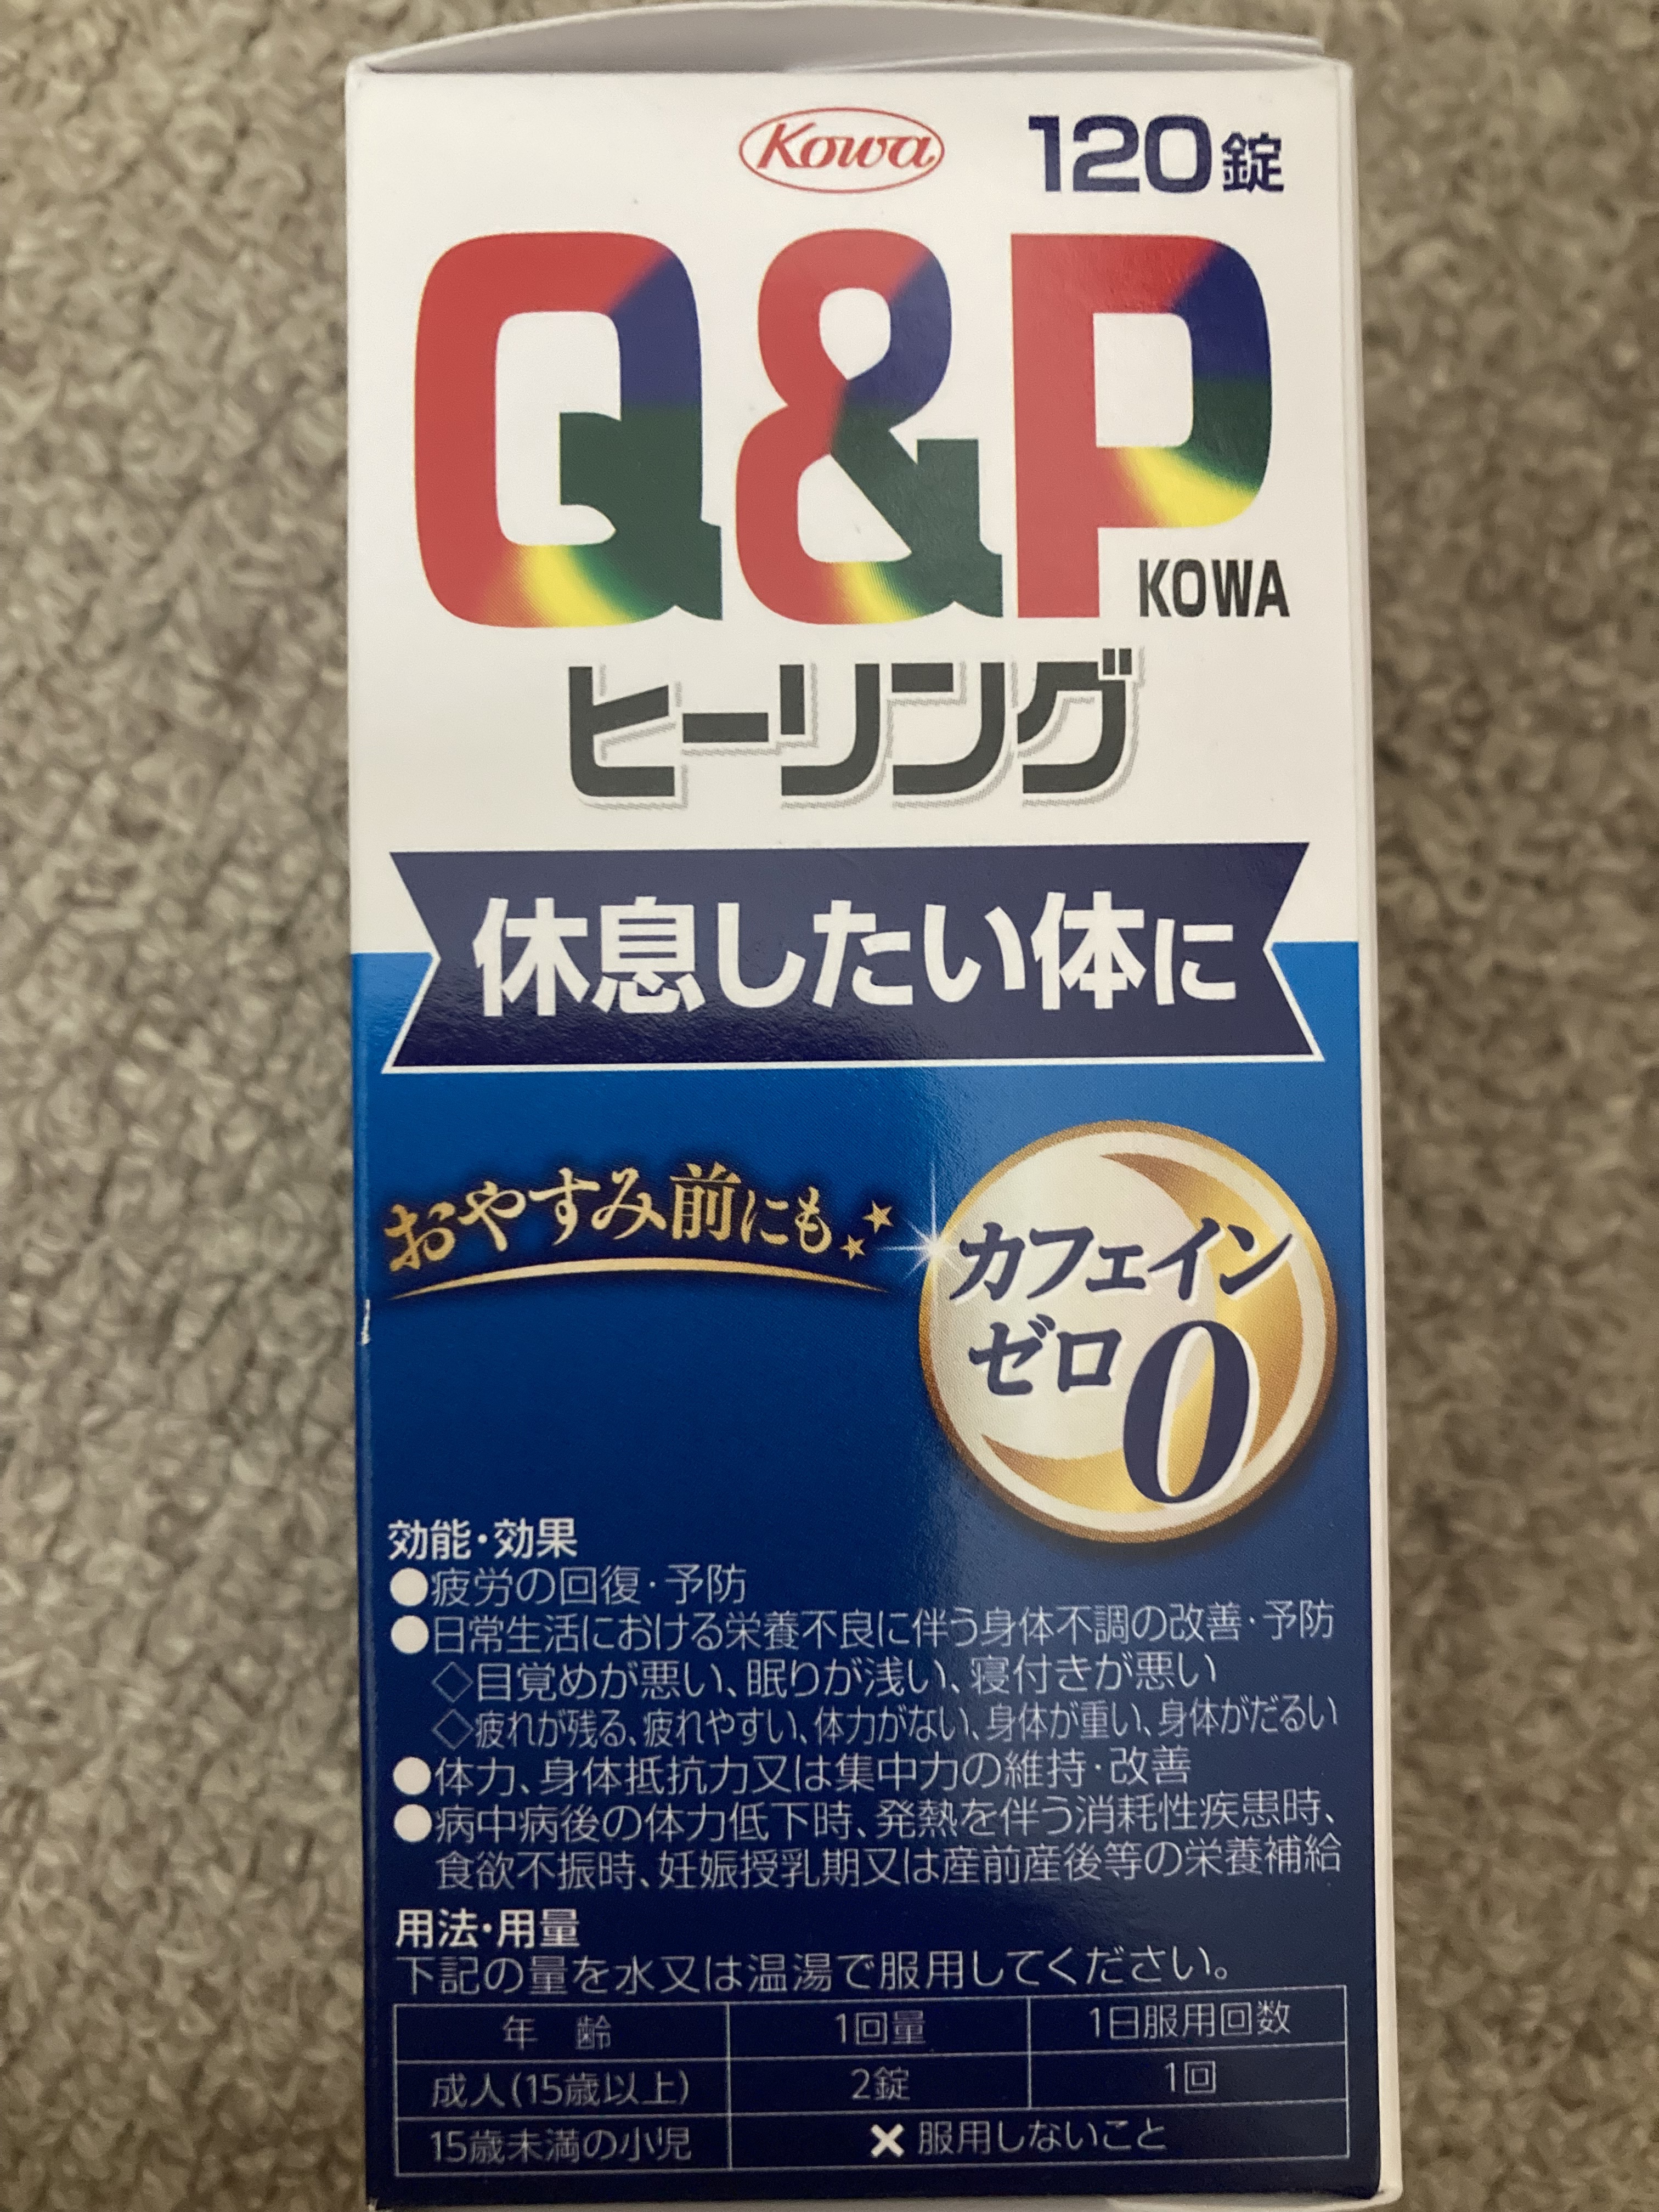 Kowa
120錠
Q&P
KOWA
ヒーリング
休息したい体に
おやすみ前にも
カフェイン
ゼロ0
効能・効果
●疲労の回復・予防
●日常生活における栄養不良に伴う身体不調の改善・予防
◇目覚めが悪い、眠りが浅い、寝付きが悪い
◇疲れが残る、疲れやすい、体力がない、身体が重い、身体がだるい
●体力、身体抵抗力又は集中力の維持・改善
●病中病後の体力低下時、発熱を伴う消耗性疾患時、
食欲不振時、妊娠授乳期又は産前産後等の栄養補給
用法・用量
下記の量を水又は温湯で服用してください。
年 齢 1回量 1日服用回数
成人(15歳以上) 2錠 1回
15歳未満の小児 ×服用しないこと